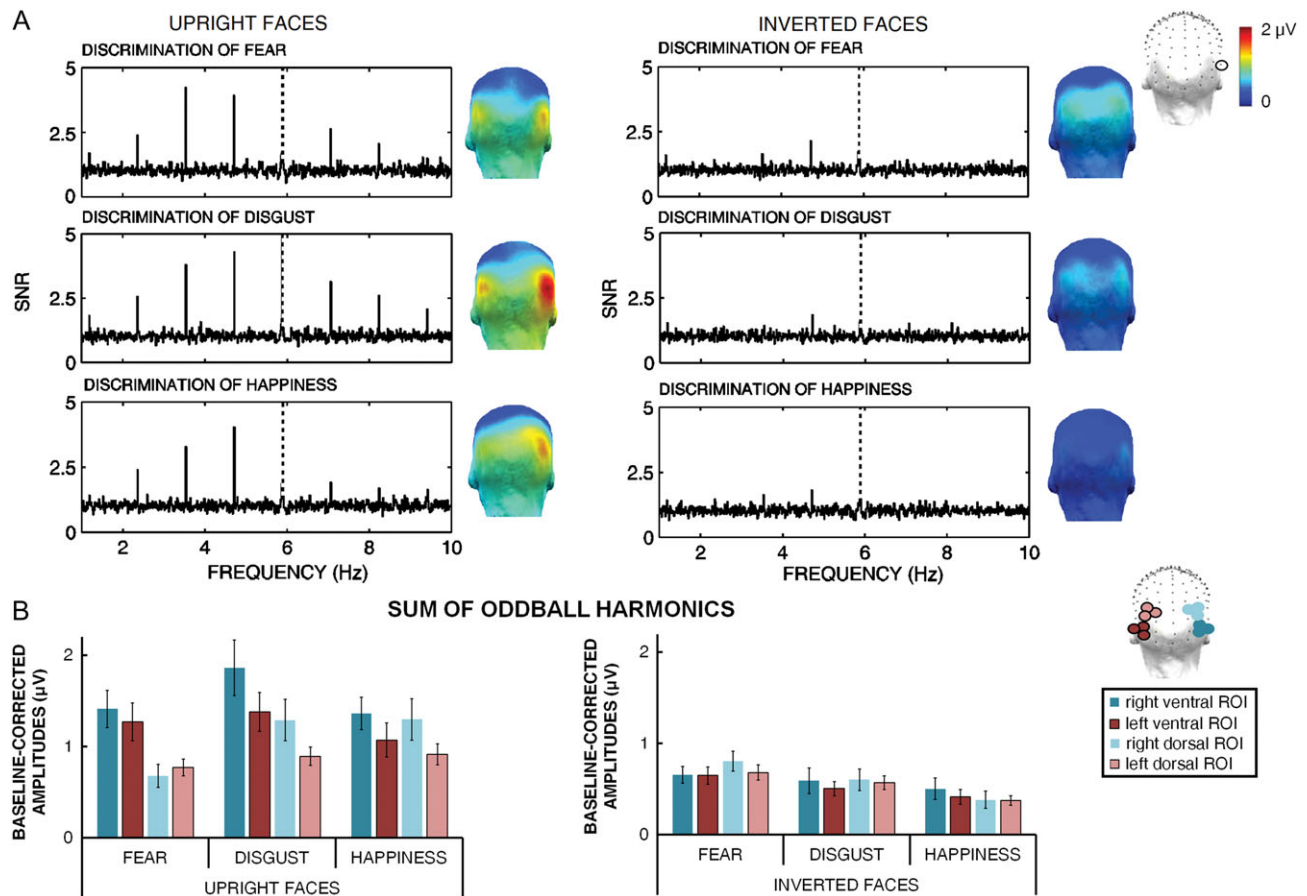 A
UPRIGHT FACES
INVERTED FACES
DISCRIMINATION OF FEAR
5
2.5
0
DISCRIMINATION OF FEAR
5
2.5
0
2 µV
0
DISCRIMINATION OF DISGUST
5
2.5
0
SNR
DISCRIMINATION OF DISGUST
5
2.5
0
SNR
DISCRIMINATION OF HAPPINESS
5
2.5
0
2 4 6 8 10
FREQUENCY (Hz)
DISCRIMINATION OF HAPPINESS
5
2.5
0
2 4 6 8 10
FREQUENCY (Hz)
B
SUM OF ODDBALL HARMONICS
BASELINE-CORRECTED
AMPLITUDES (µV)
2
1
0
FEAR DISGUST HAPPINESS
UPRIGHT FACES
BASELINE-CORRECTED
AMPLITUDES (µV)
2
1
0
FEAR DISGUST HAPPINESS
INVERTED FACES
right ventral ROI
left ventral ROI
right dorsal ROI
left dorsal ROI